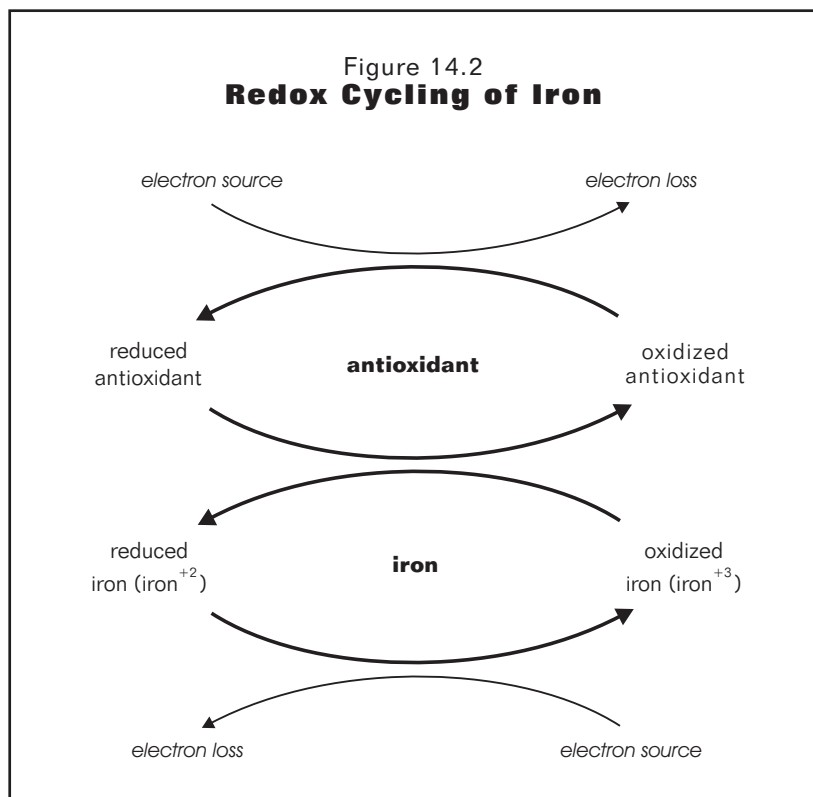 Figure 14.2
Redox Cycling of Iron
electron source
electron loss
reduced
antioxidant
antioxidant
oxidized
antioxidant
reduced
iron (iron+2)
iron
oxidized
iron (iron+3)
electron loss
electron source